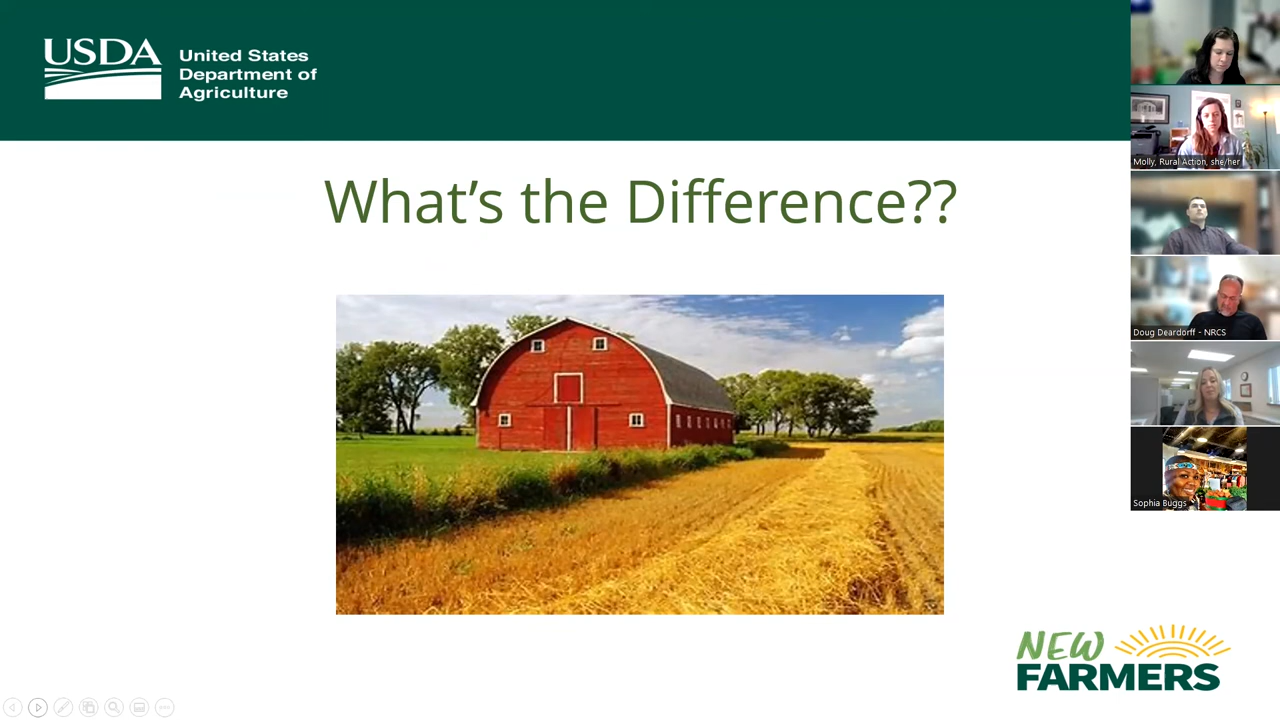 USDA
United States
Department of
Agriculture
What's the Difference??
Molly, Rural Action, she/her
Doug Deardorff - NRCS
Sophia Buggs
NEW
FARMERS